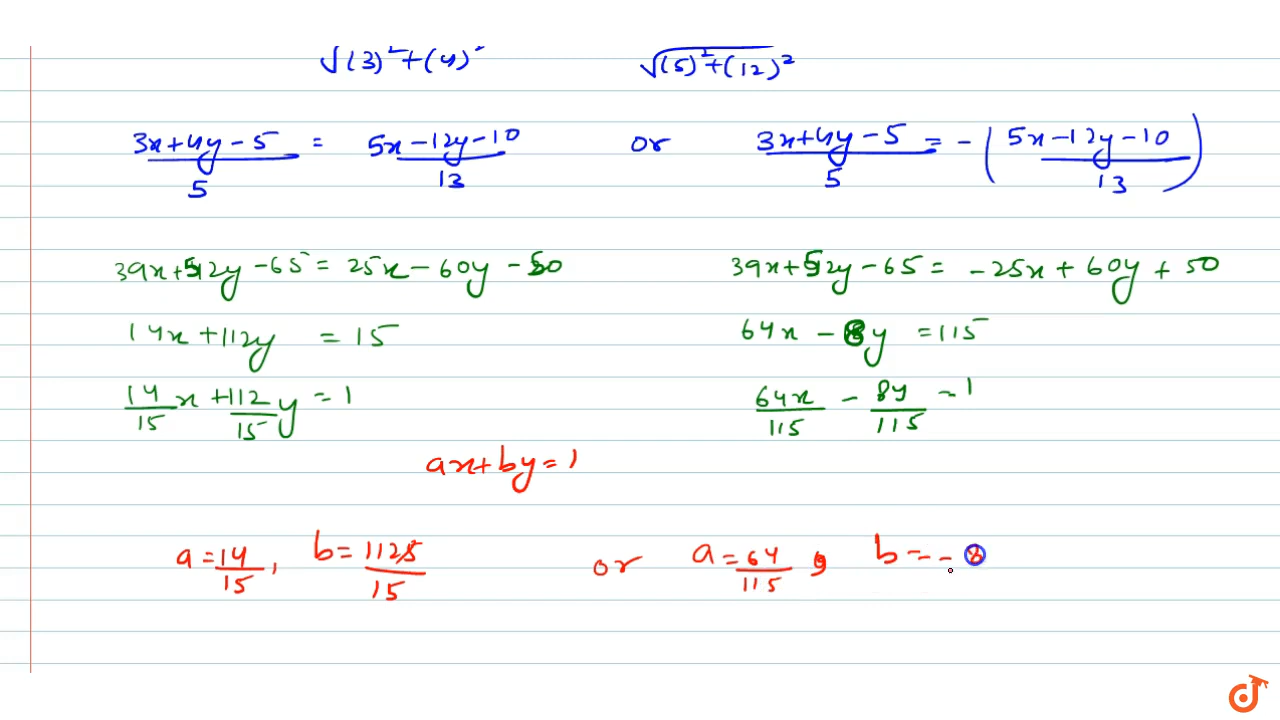 √(3)²+(4)² √(5)²+(12)²
3x+4y-5/5 = 5x-12y-10/13 or 3x+4y-5/5 = -(5x-12y-10/13)
39x+52y-65 = 25x-60y-50 39x+52y-65 = -25x+60y+50
14x+112y = 15 64x-8y = 115
14/15 x+112/15 y = 1 64x/115 - 8y/115 = 1
ax+by=1
a=14/15, b=112/15 or a=64/115, b=-8